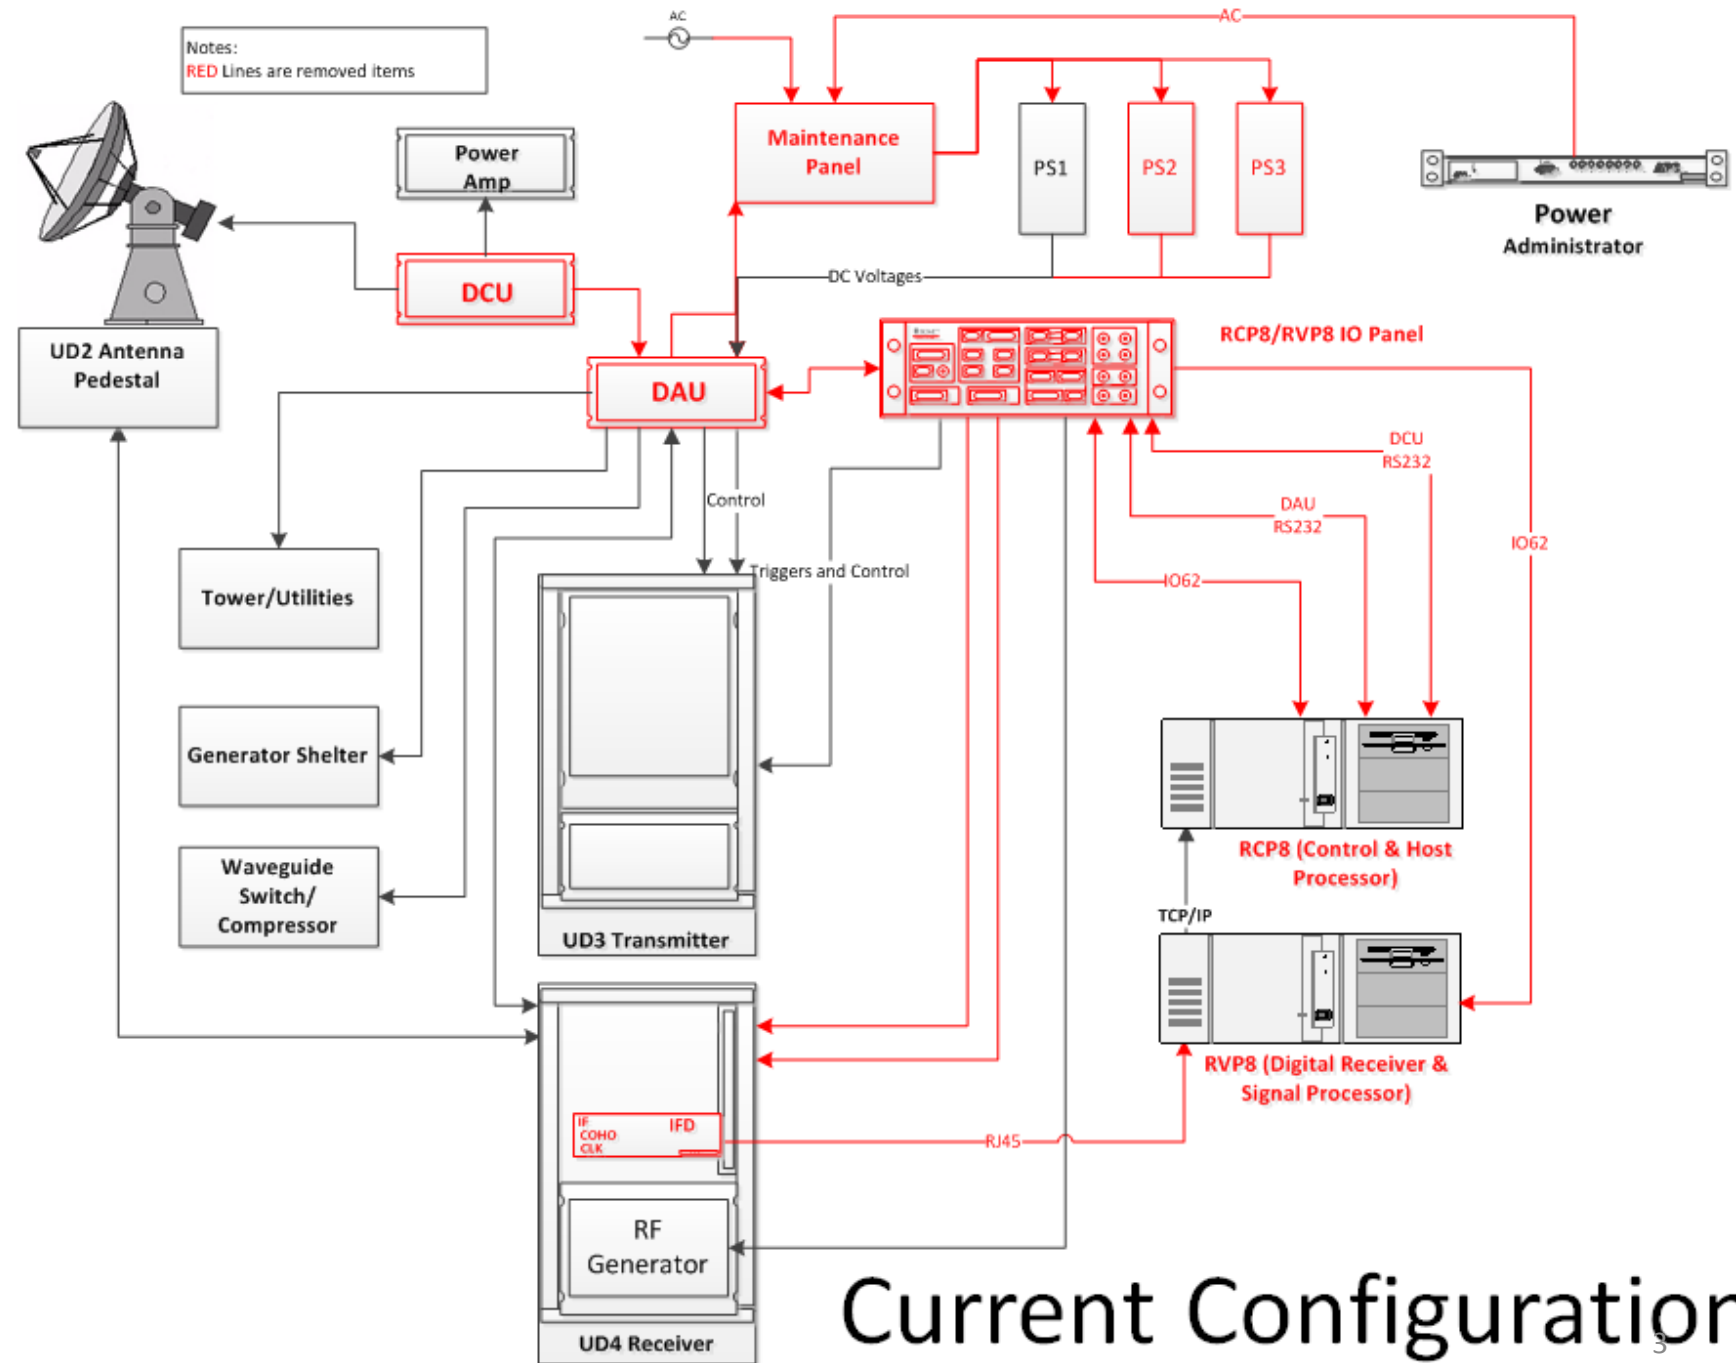 AC
AC
Notes:
RED Lines are removed items
Power
Amp
Maintenance
Panel
PS1
PS2
PS3
Power
Administrator
DCU
DC Voltages
UD2 Antenna
Pedestal
DAU
RCP8/RVP8 IO Panel
DCU
RS232
DAU
RS232
IO62
IO62
Control
Triggers and Control
Tower/Utilities
Generator Shelter
Waveguide
Switch/
Compressor
UD3 Transmitter
RCP8 (Control & Host
Processor)
TCP/IP
RVP8 (Digital Receiver &
Signal Processor)
IF
COHO
CLK
IFD
RJ45
RF
Generator
UD4 Receiver
Current Configuration
3